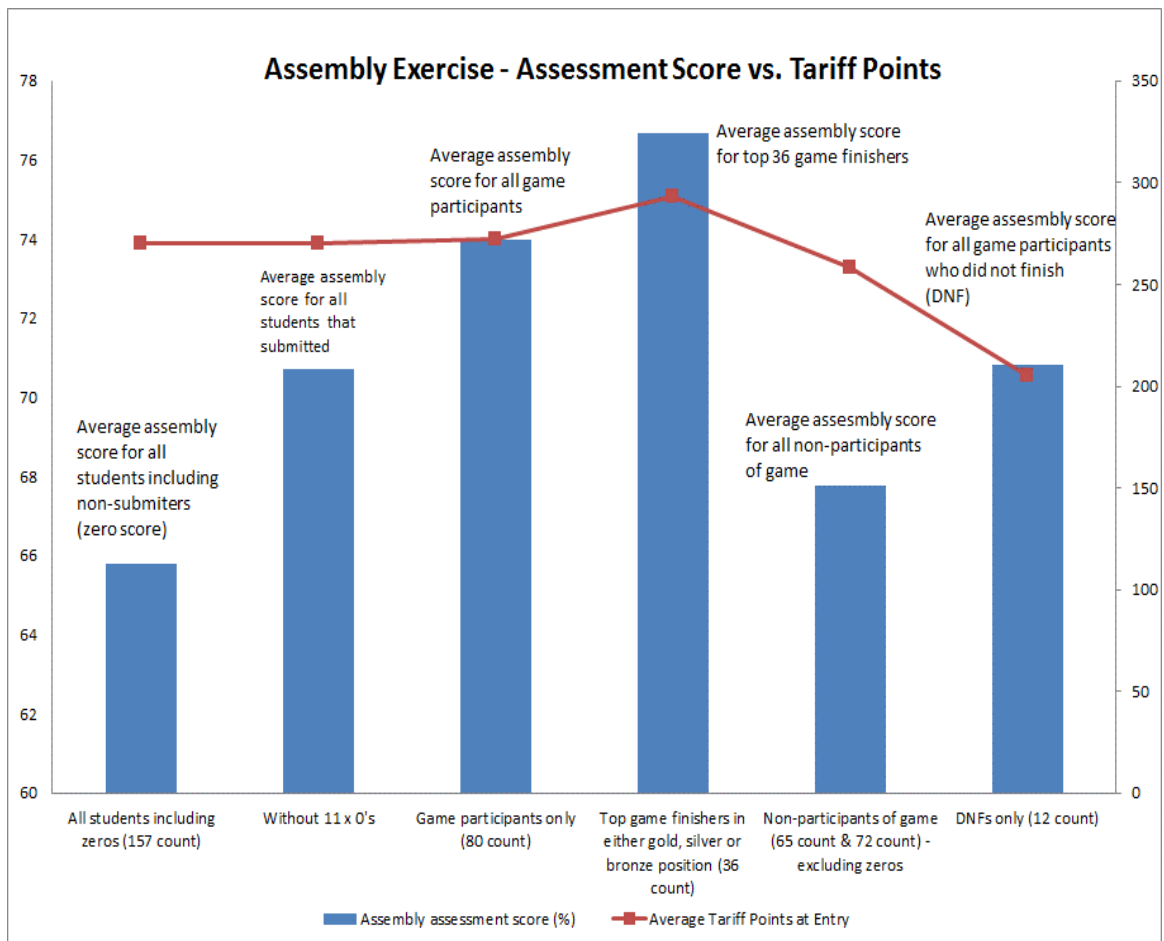 Assembly Exercise - Assessment Score vs. Tariff Points
78
76
74
72
70
68
66
64
62
60
350
300
250
200
150
100
50
0
Average assembly
score for all
students including
non-submiters
(zero score)
Average assembly
score for all
students that
submitted
Average assembly
score for all game
participants
Average assembly score
for top 36 game finishers
Average assesmbly score
for all non-participants
of game
Average assesmbly score
for all game participants
who did not finish
(DNF)
All students including
zeros (157 count)
Without 11 x 0's
Game participants only
(80 count)
Top game finishers in
either gold, silver or
bronze position (36
count)
Non-participants of game
(65 count & 72 count) -
excluding zeros
DNFs only (12 count)
Assembly assessment score (%)
Average Tariff Points at Entry